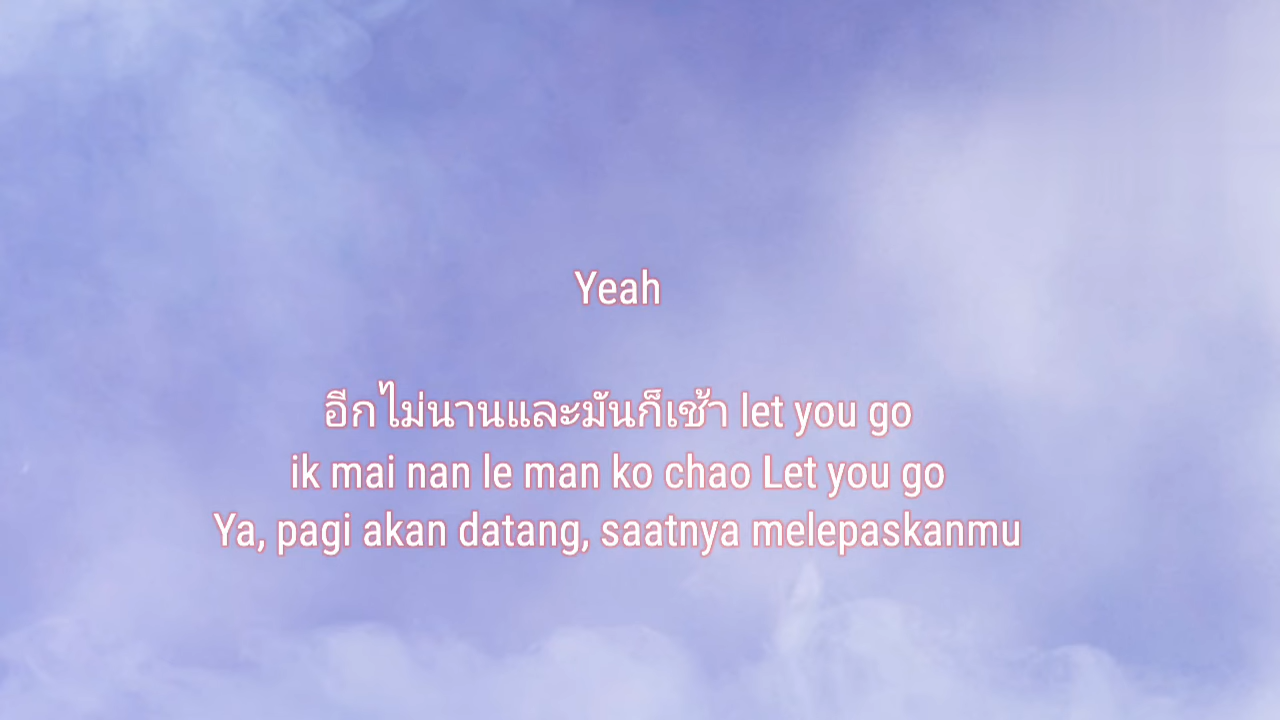 Yeah
อีกไม่นานและมันก็เช้า let you go
ik mai nan le man ko chao Let you go
Ya, pagi akan datang, saatnya melepaskanmu